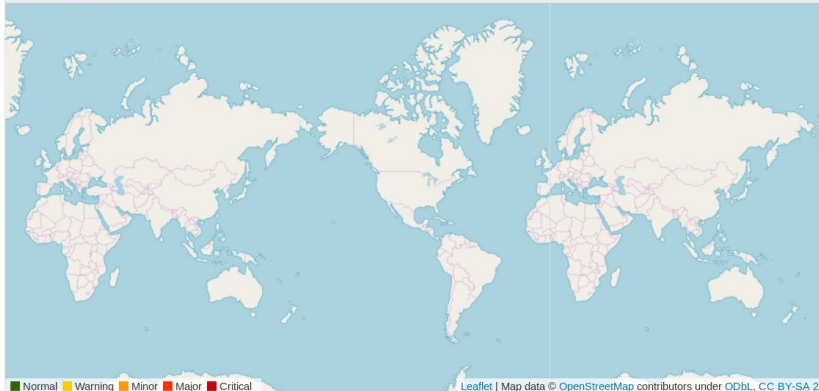 Normal Warning Minor Major Critical
Leaflet | Map data © OpenStreetMap contributors under ODbL, CC BY-SA 2